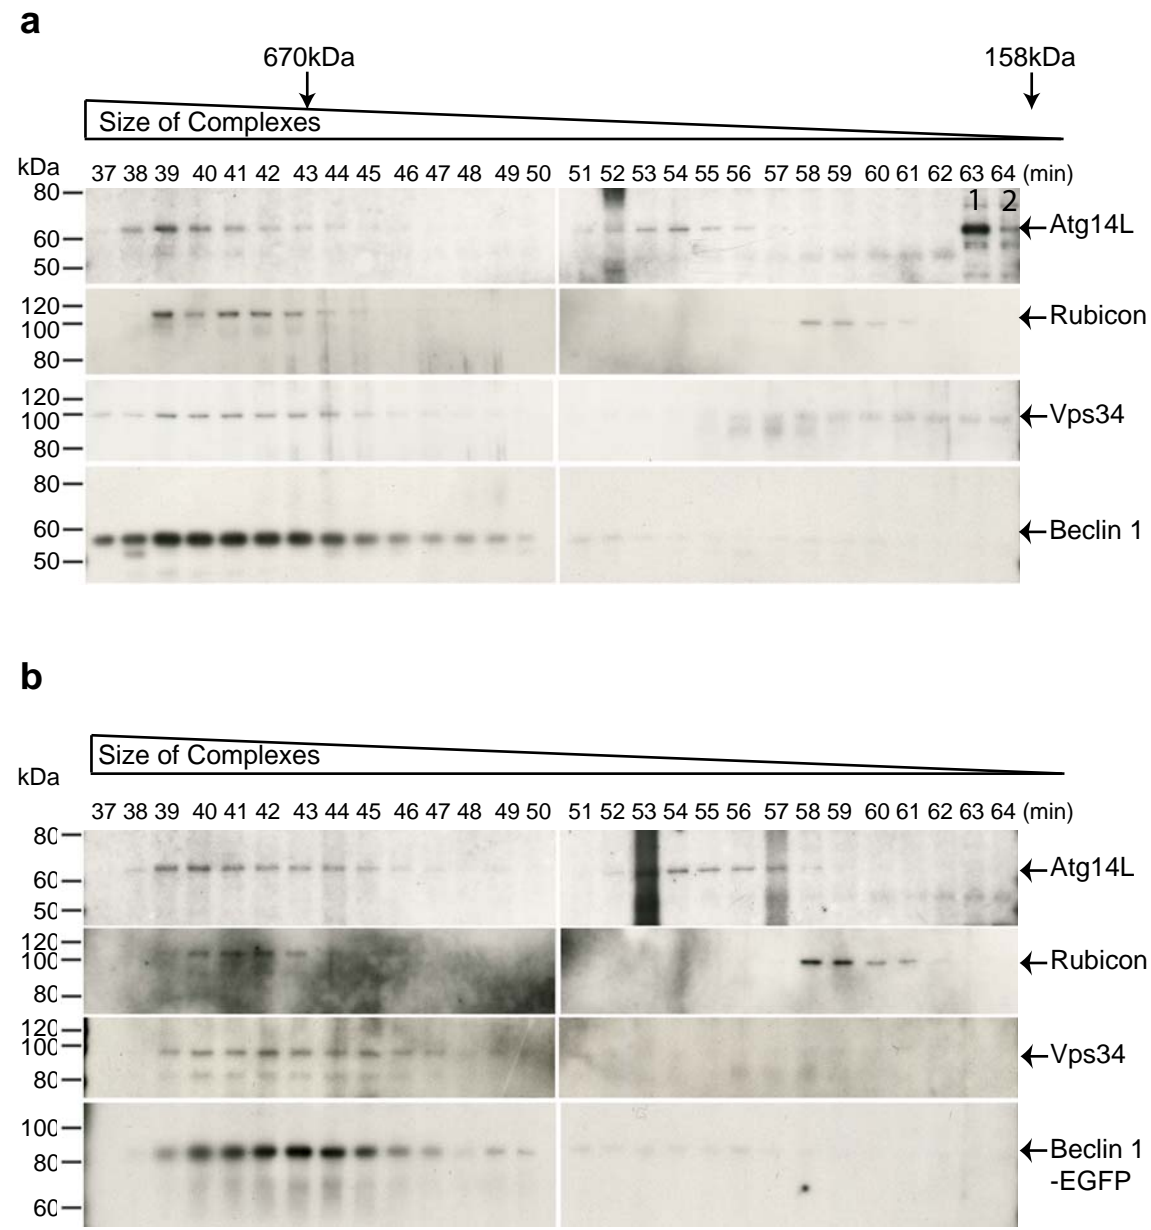 a
670kDa 158kDa
Size of Complexes
kDa 37 38 39 40 41 42 43 44 45 46 47 48 49 50 51 52 53 54 55 56 57 58 59 60 61 62 63 64 (min)
80
1 2
Atg14L
60
50
120
Rubicon
100
80
120
Vps34
100
80
80
60
Beclin 1
50
b
Size of Complexes
kDa
37 38 39 40 41 42 43 44 45 46 47 48 49 50 51 52 53 54 55 56 57 58 59 60 61 62 63 64 (min)
80
Atg14L
60
50
120
100
Rubicon
80
120
100
Vps34
80
100
Beclin 1
80
-EGFP
60